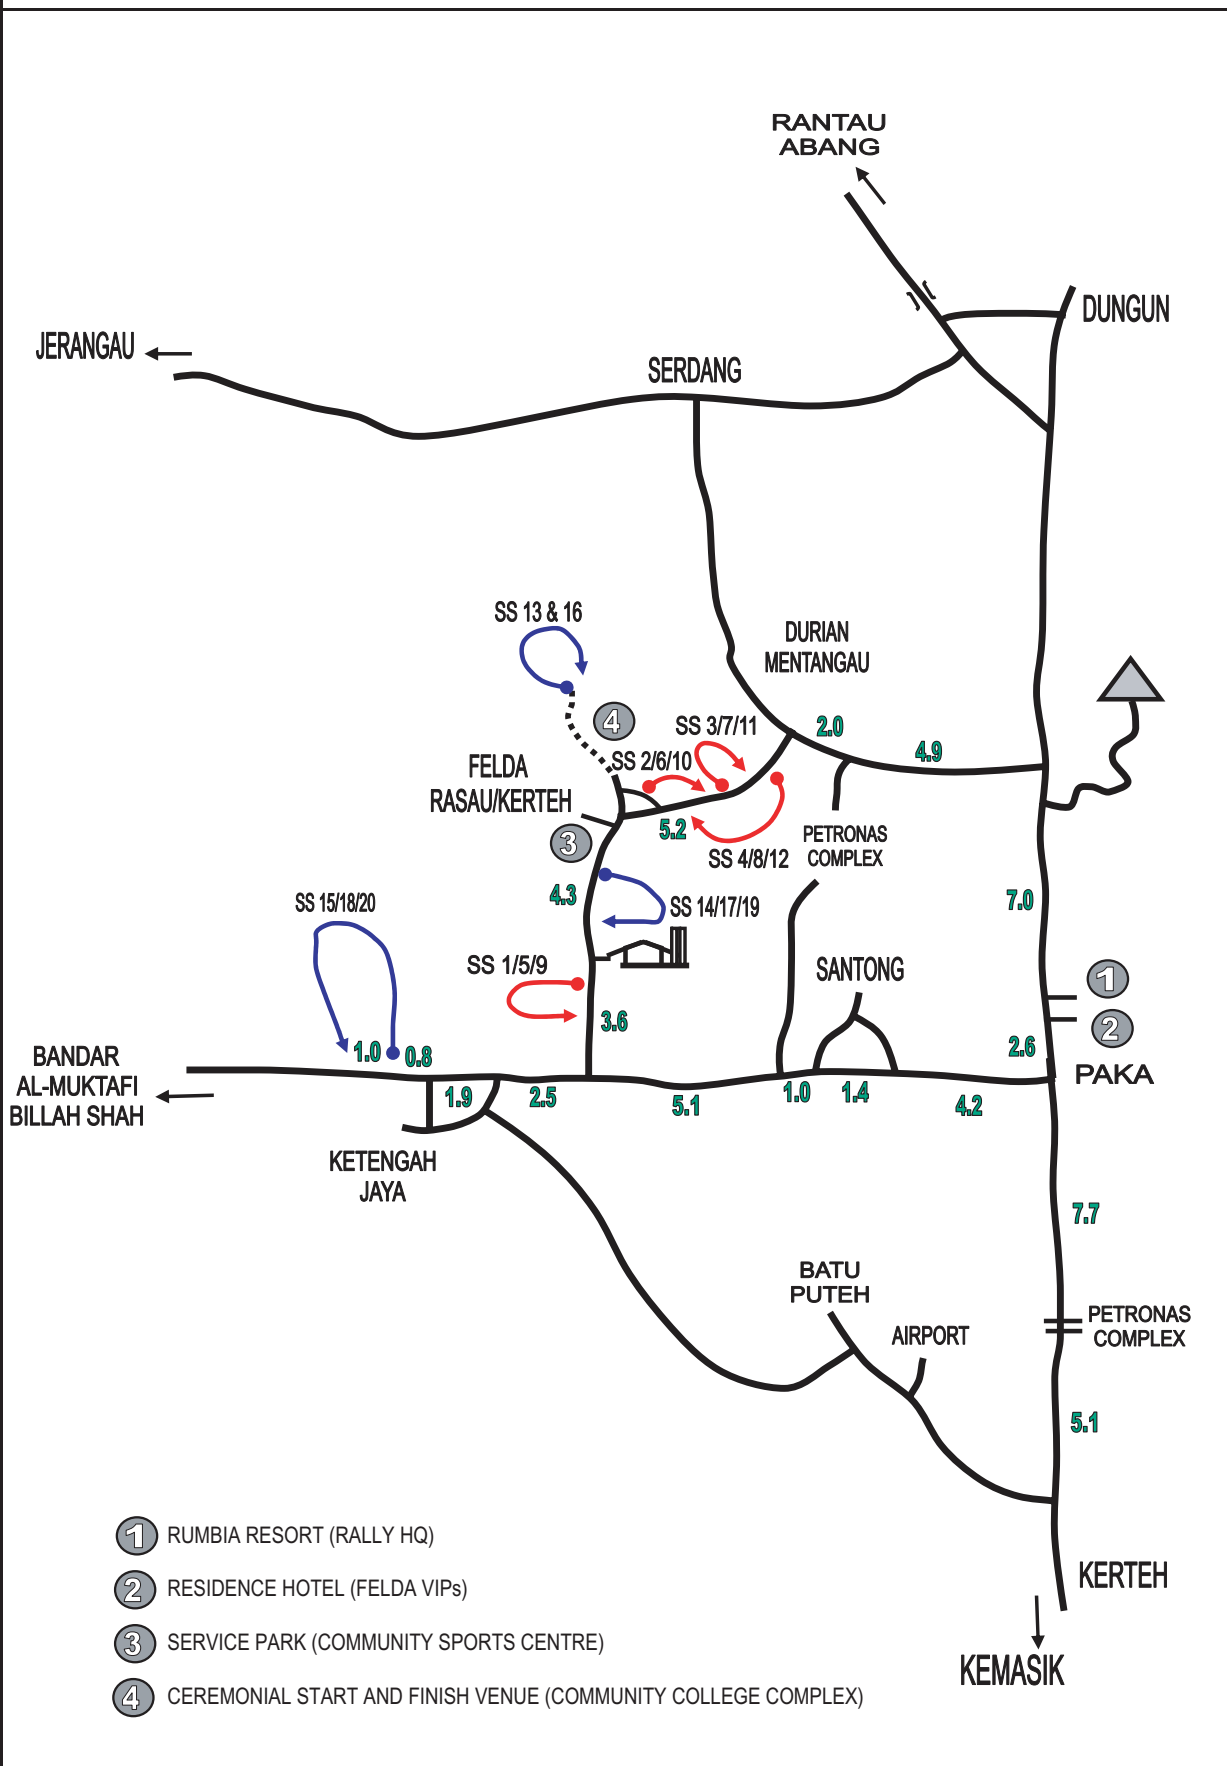 RANTAU
ABANG
DUNGUN
JERANGAU
SERDANG
SS 13 & 16
DURIAN
MENTANGAU
4
SS 3/7/11
2.0
4.9
SS 2/6/10
FELDA
RASAU/KERTEH
5.2
PETRONAS
COMPLEX
3
SS 4/8/12
4.3
7.0
SS 15/18/20
SS 14/17/19
SS 1/5/9
SANTONG
1
3.6
2
2.6
1.0
0.8
BANDAR
AL-MUKTAFI
BILLAH SHAH
PAKA
1.9
2.5
5.1
1.0
1.4
4.2
KETENGAH
JAYA
7.7
BATU
PUTEH
AIRPORT
PETRONAS
COMPLEX
5.1
1 RUMBIA RESORT (RALLY HQ)
KERTEH
2 RESIDENCE HOTEL (FELDA VIPs)
3 SERVICE PARK (COMMUNITY SPORTS CENTRE)
KEMASIK
4 CEREMONIAL START AND FINISH VENUE (COMMUNITY COLLEGE COMPLEX)